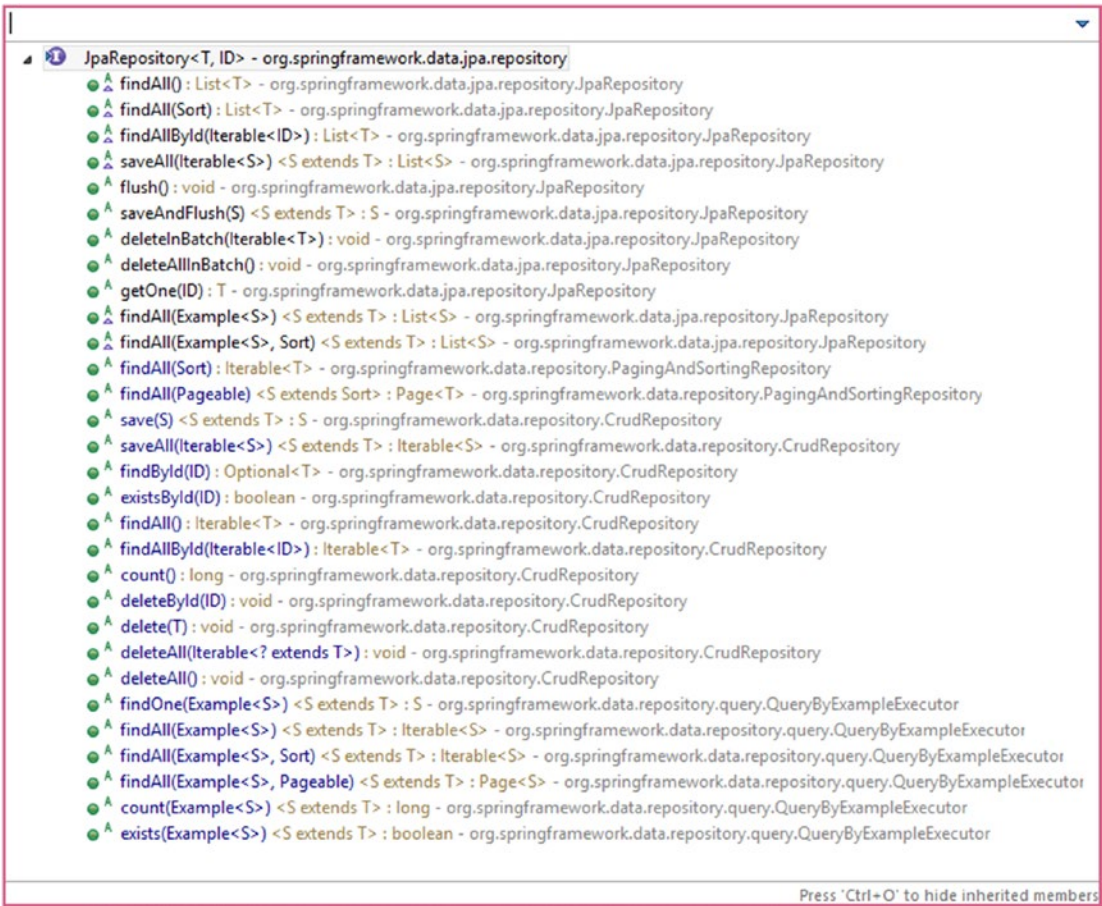 JpaRepository<T, ID> - org.springframework.data.jpa.repository
findAll() : List<T> - org.springframework.data.jpa.repository.JpaRepository
findAll(Sort) : List<T> - org.springframework.data.jpa.repository.JpaRepository
findAllById(Iterable<ID>) : List<T> - org.springframework.data.jpa.repository.JpaRepository
saveAll(Iterable<S>) <S extends T> : List<S> - org.springframework.data.jpa.repository.JpaRepository
flush() : void - org.springframework.data.jpa.repository.JpaRepository
saveAndFlush(S) <S extends T> : S - org.springframework.data.jpa.repository.JpaRepository
deleteInBatch(Iterable<T>) : void - org.springframework.data.jpa.repository.JpaRepository
deleteAllInBatch() : void - org.springframework.data.jpa.repository.JpaRepository
getOne(ID) : T - org.springframework.data.jpa.repository.JpaRepository
findAll(Example<S>) <S extends T> : List<S> - org.springframework.data.jpa.repository.JpaRepository
findAll(Example<S>, Sort) <S extends T> : List<S> - org.springframework.data.jpa.repository.JpaRepository
findAll(Sort) : Iterable<T> - org.springframework.data.repository.PagingAndSortingRepository
findAll(Pageable) <S extends Sort> : Page<T> - org.springframework.data.repository.PagingAndSortingRepository
save(S) <S extends T> : S - org.springframework.data.repository.CrudRepository
saveAll(Iterable<S>) <S extends T> : Iterable<S> - org.springframework.data.repository.CrudRepository
findById(ID) : Optional<T> - org.springframework.data.repository.CrudRepository
existsById(ID) : boolean - org.springframework.data.repository.CrudRepository
findAll() : Iterable<T> - org.springframework.data.repository.CrudRepository
findAllById(Iterable<ID>) : Iterable<T> - org.springframework.data.repository.CrudRepository
count() : long - org.springframework.data.repository.CrudRepository
deleteById(ID) : void - org.springframework.data.repository.CrudRepository
delete(T) : void - org.springframework.data.repository.CrudRepository
deleteAll(Iterable<? extends T>) : void - org.springframework.data.repository.CrudRepository
deleteAll() : void - org.springframework.data.repository.CrudRepository
findOne(Example<S>) <S extends T> : S - org.springframework.data.repository.query.QueryByExampleExecutor
findAll(Example<S>) <S extends T> : Iterable<S> - org.springframework.data.repository.query.QueryByExampleExecutor
findAll(Example<S>, Sort) <S extends T> : Iterable<S> - org.springframework.data.repository.query.QueryByExampleExecutor
findAll(Example<S>, Pageable) <S extends T> : Page<S> - org.springframework.data.repository.query.QueryByExampleExecutor
count(Example<S>) <S extends T> : long - org.springframework.data.repository.query.QueryByExampleExecutor
exists(Example<S>) <S extends T> : boolean - org.springframework.data.repository.query.QueryByExampleExecutor
Press 'Ctrl+O' to hide inherited members